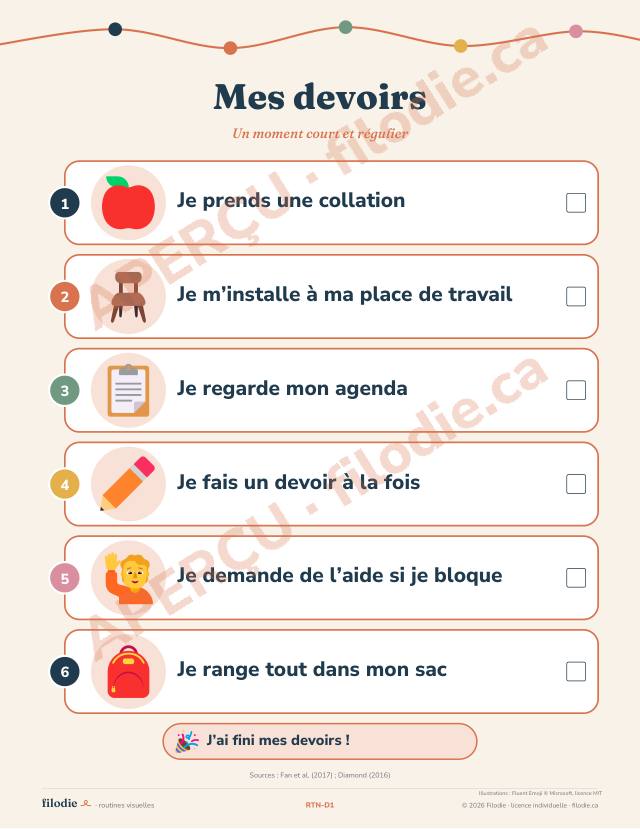 Mes devoirs
Un moment court et régulier
1 Je prends une collation
2 Je m'installe à ma place de travail
3 Je regarde mon agenda
4 Je fais un devoir à la fois
5 Je demande de l'aide si je bloque
6 Je range tout dans mon sac
J'ai fini mes devoirs !
Sources : Fan et al. (2017) ; Diamond (2016)
Illustrations : Fluent Emoji © Microsoft, licence MIT
filodie · routines visuelles RTN-D1 © 2026 Filodie · licence individuelle · filodie.ca
APERÇU · filodie.ca
APERÇU · filodie.ca